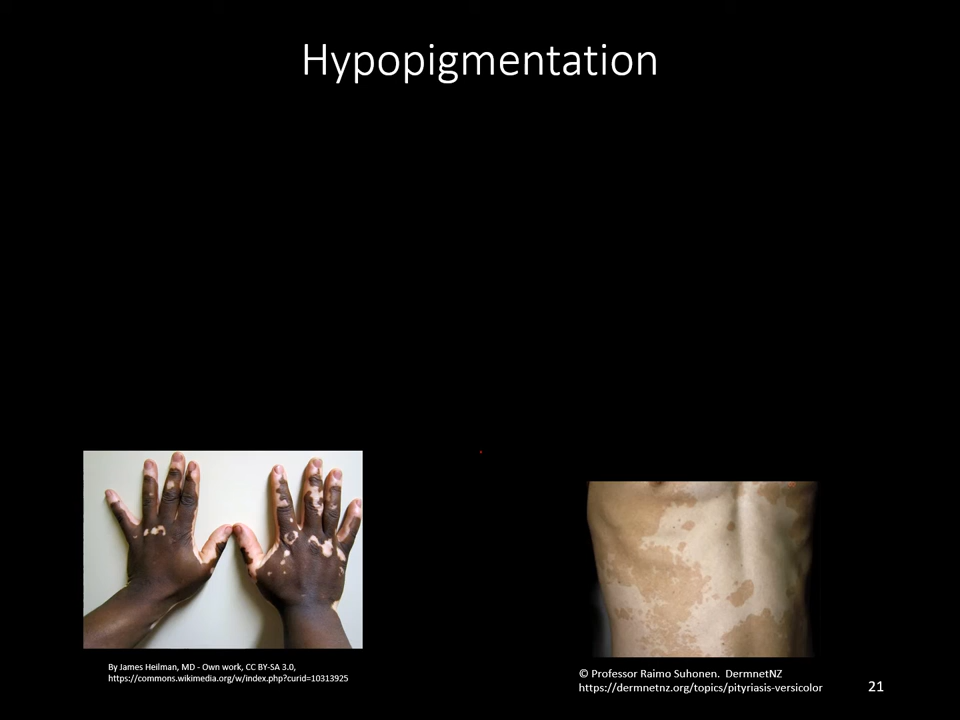 Hypopigmentation
By James Heilman, MD - Own work, CC BY-SA 3.0,
https://commons.wikimedia.org/w/index.php?curid=10313925
© Professor Raimo Suhonen.  DermnetNZ
https://dermnetnz.org/topics/pityriasis-versicolor
21